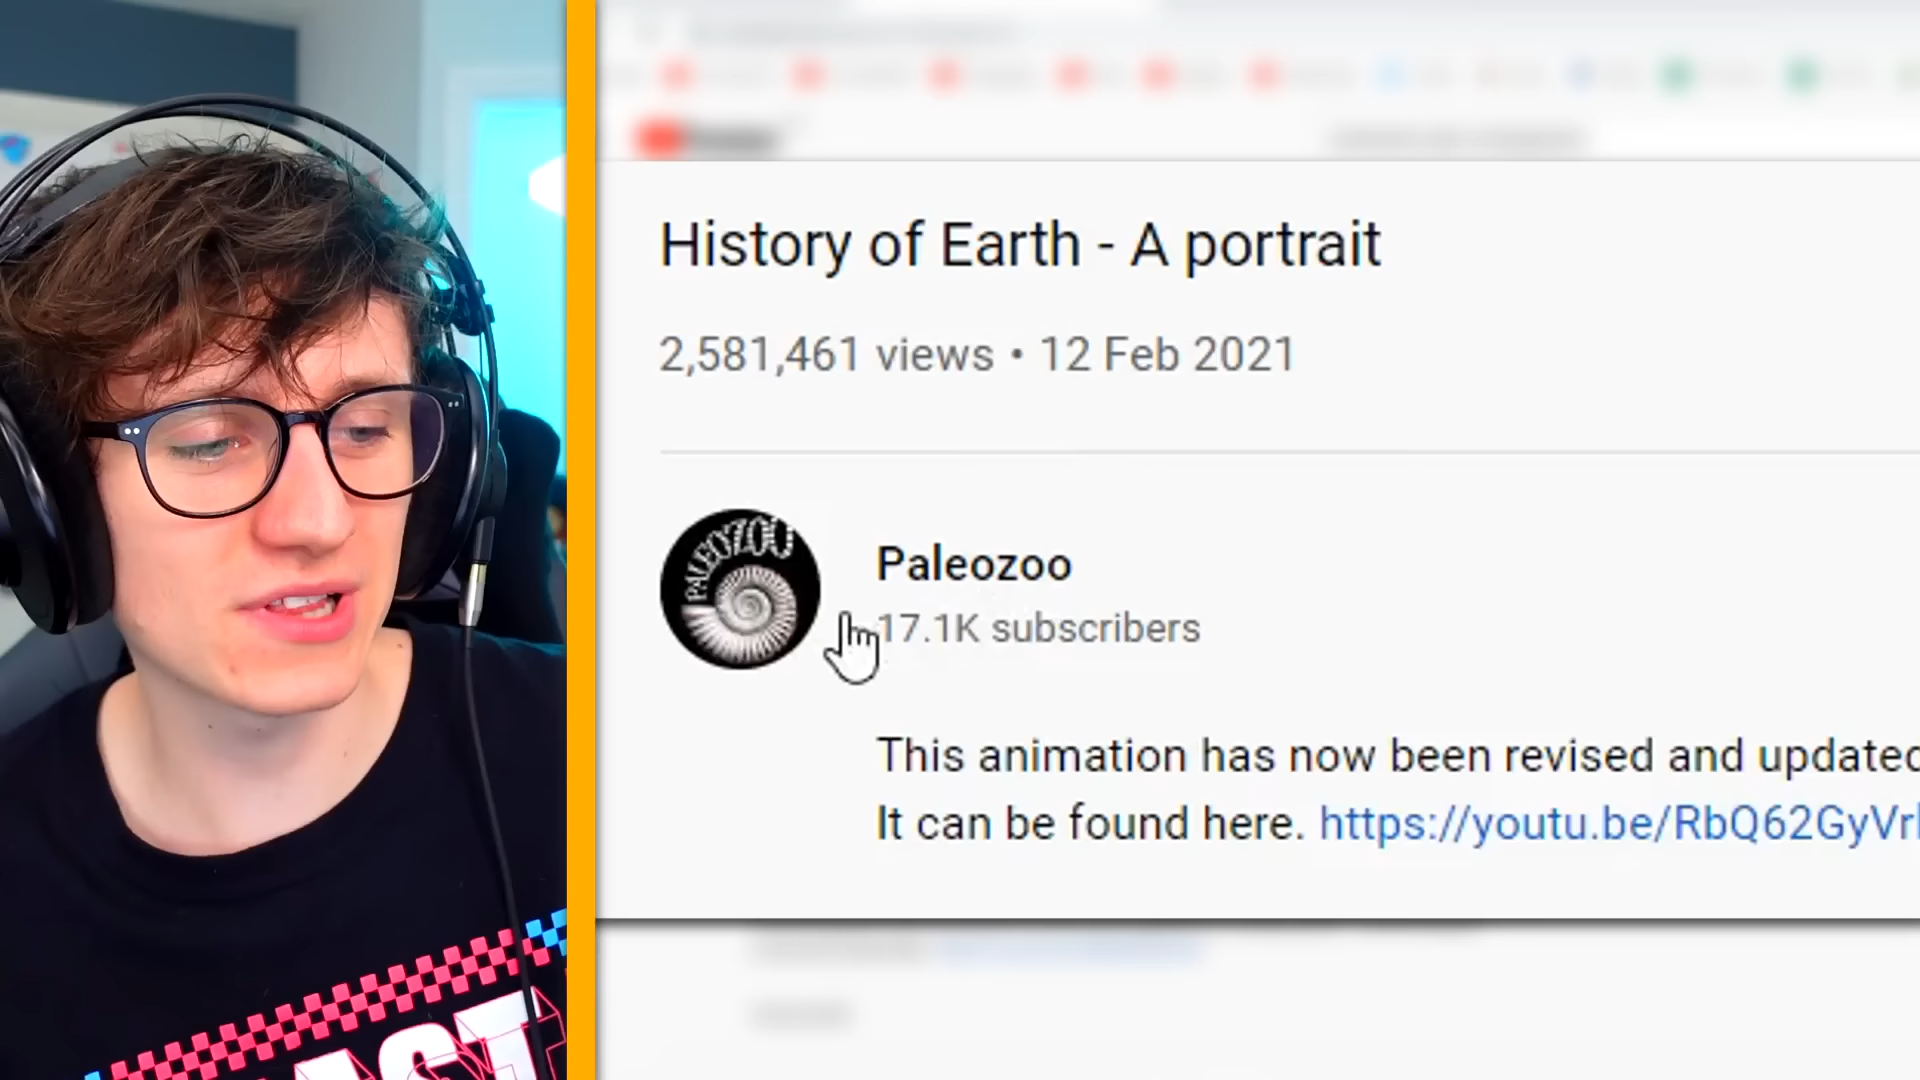 History of Earth - A portrait
2,581,461 views • 12 Feb 2021
PALEOZOO
Paleozoo
17.1K subscribers
This animation has now been revised and updated
It can be found here. https://youtu.be/RbQ62GyVr